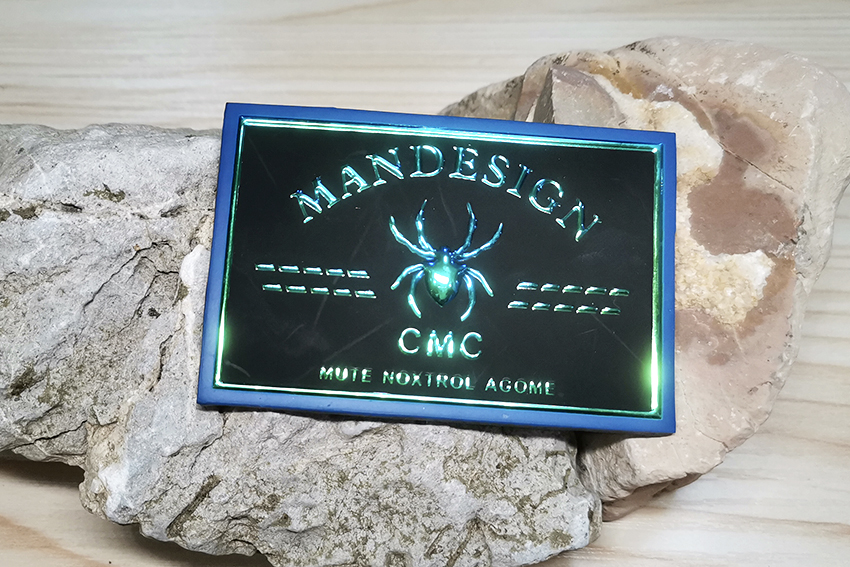 MANDESIGN
CMC
MUTE NOXTROL AGOME